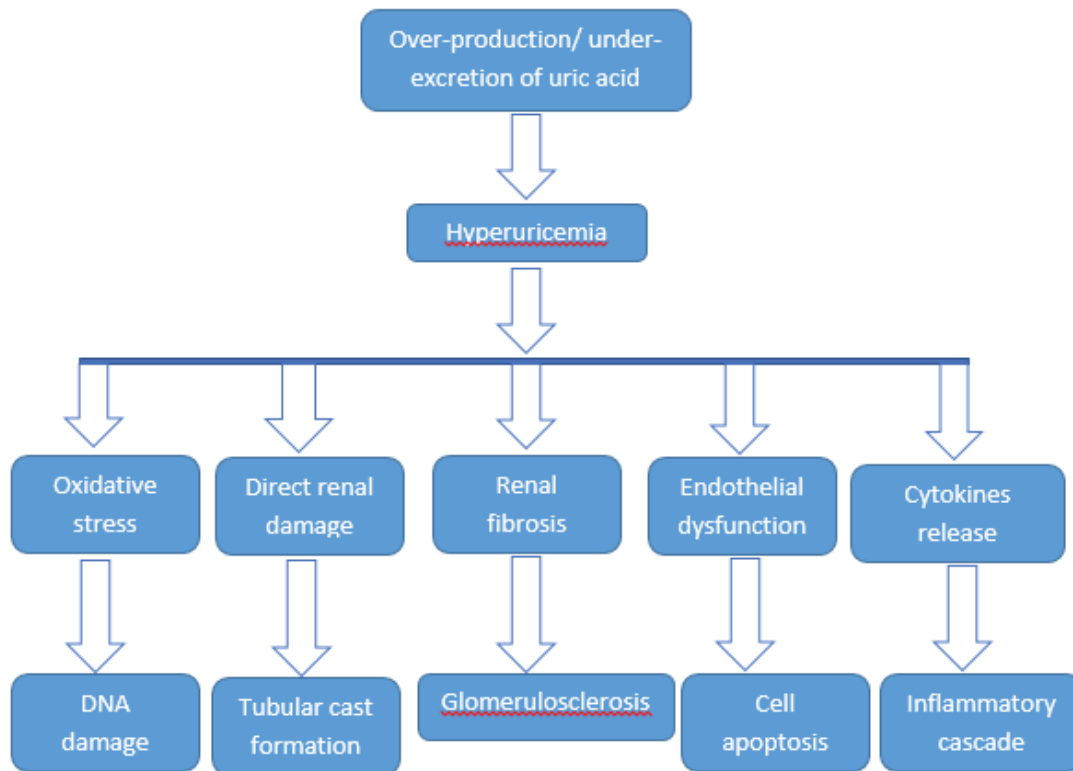 Over-production/ under-
excretion of uric acid
Hyperuricemia
Oxidative
stress
Direct renal
damage
Renal
fibrosis
Endothelial
dysfunction
Cytokines
release
DNA
damage
Tubular cast
formation
Glomerulosclerosis
Cell
apoptosis
Inflammatory
cascade